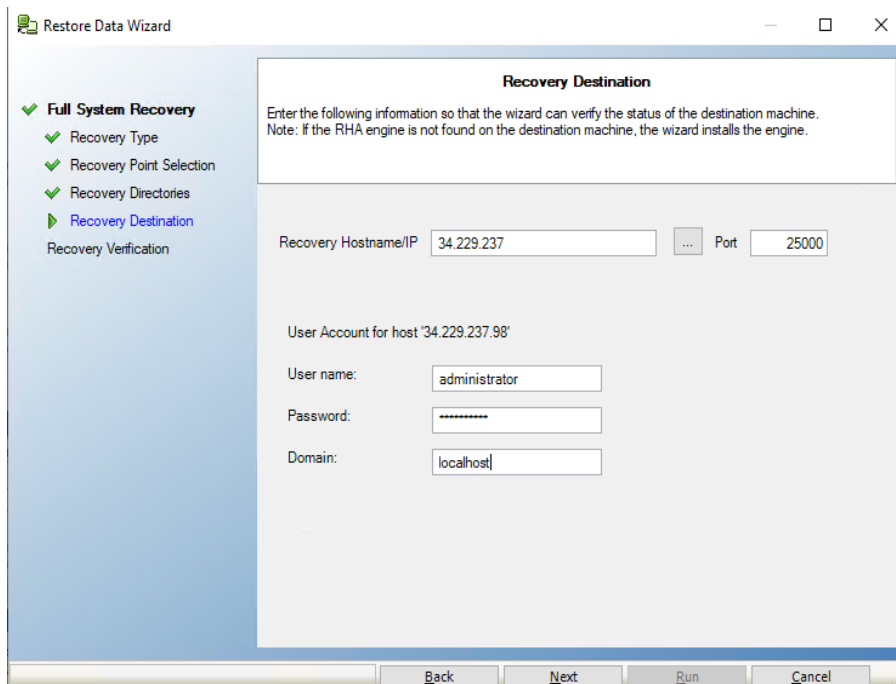 Restore Data Wizard
Full System Recovery
Recovery Type
Recovery Point Selection
Recovery Directories
Recovery Destination
Recovery Verification
Recovery Destination
Enter the following information so that the wizard can verify the status of the destination machine.
Note: If the RHA engine is not found on the destination machine, the wizard installs the engine.
Recovery Hostname/IP 34.229.237 ... Port 25000
User Account for host '34.229.237.98'
User name: administrator
Password: **********
Domain: localhost
Back Next Run Cancel